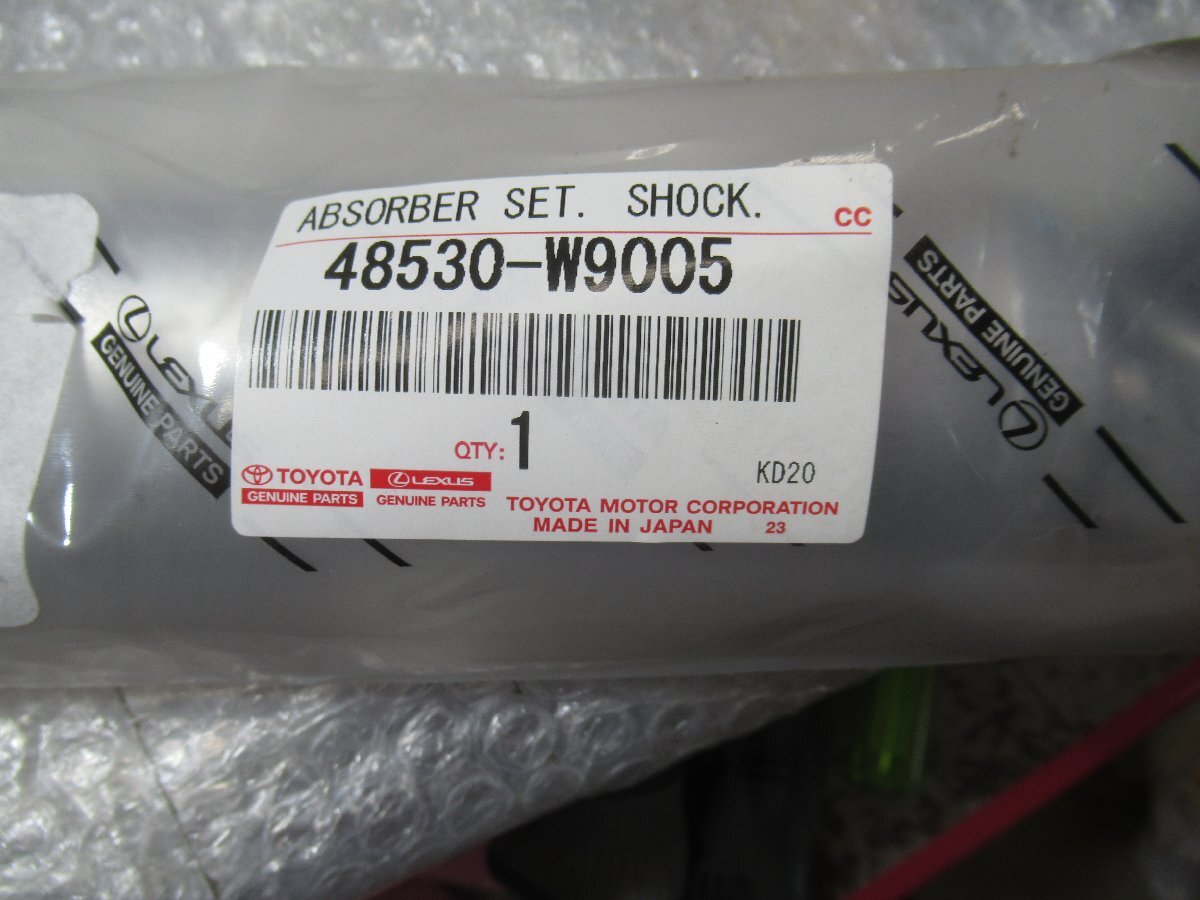 ABSORBER SET. SHOCK.
CC
48530-W9005
QTY: 1
KD20
TOYOTA
GENUINE PARTS
LEXUS
GENUINE PARTS
TOYOTA MOTOR CORPORATION
MADE IN JAPAN 23
LEXUS
GENUINE PARTS
LEXUS
GENUINE PARTS